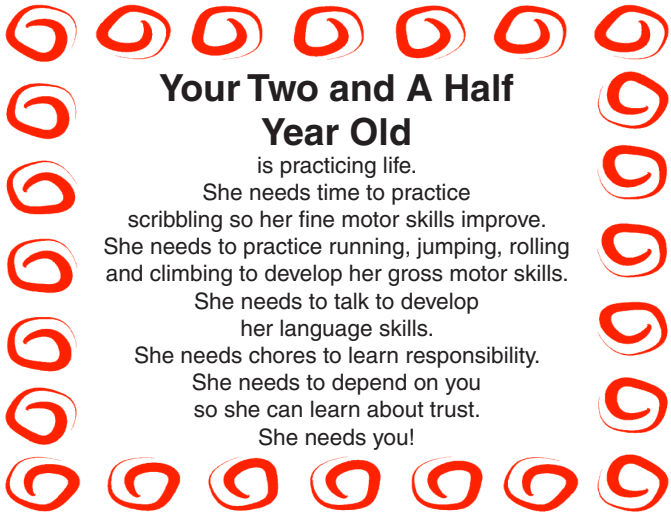 Your Two and A Half
Year Old
is practicing life.
She needs time to practice
scribbling so her fine motor skills improve.
She needs to practice running, jumping, rolling
and climbing to develop her gross motor skills.
She needs to talk to develop
her language skills.
She needs chores to learn responsibility.
She needs to depend on you
so she can learn about trust.
She needs you!